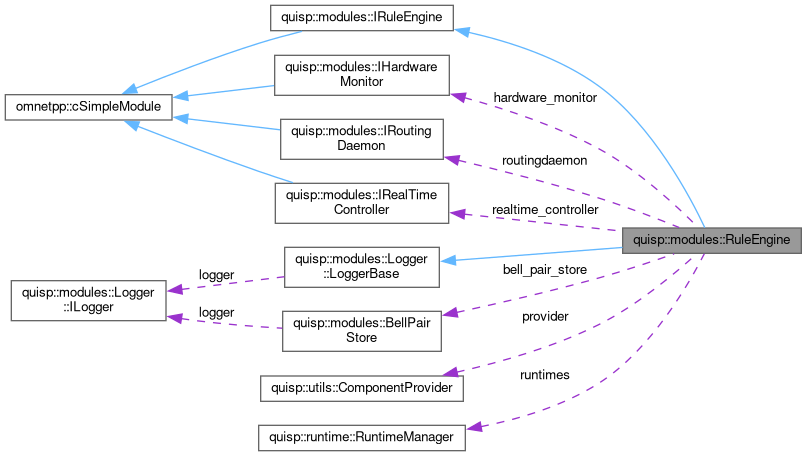 quisp::modules::IRuleEngine
quisp::modules::IHardware
Monitor
hardware_monitor
omnetpp::cSimpleModule
quisp::modules::IRouting
Daemon
routingdaemon
quisp::modules::IRealTime
Controller
realtime_controller
quisp::modules::RuleEngine
quisp::modules::Logger
::LoggerBase
logger
bell_pair_store
quisp::modules::Logger
::ILogger
logger
quisp::modules::BellPair
Store
provider
quisp::utils::ComponentProvider
runtimes
quisp::runtime::RuntimeManager